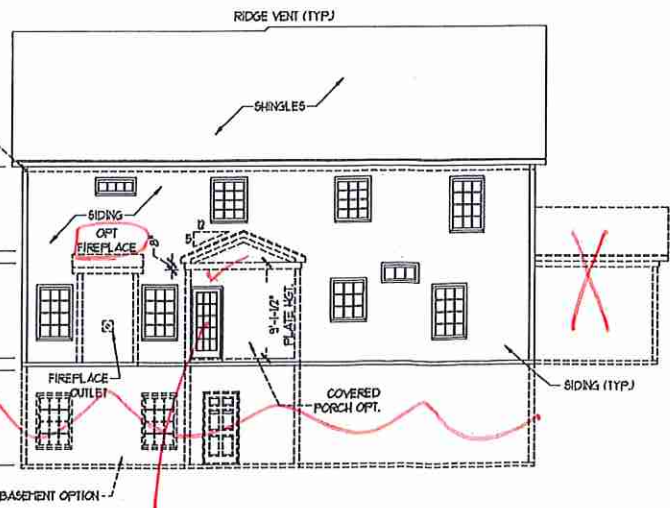 RIDGE VENT (TYP.)
SHINGLES
SIDING
OPT
FIREPLACE
8"
12
5
9'-1-1/2"
PLATE HGT.
FIREPLACE
OUTLET
COVERED
PORCH OPT.
SIDING (TYP.)
BASEMENT OPTION